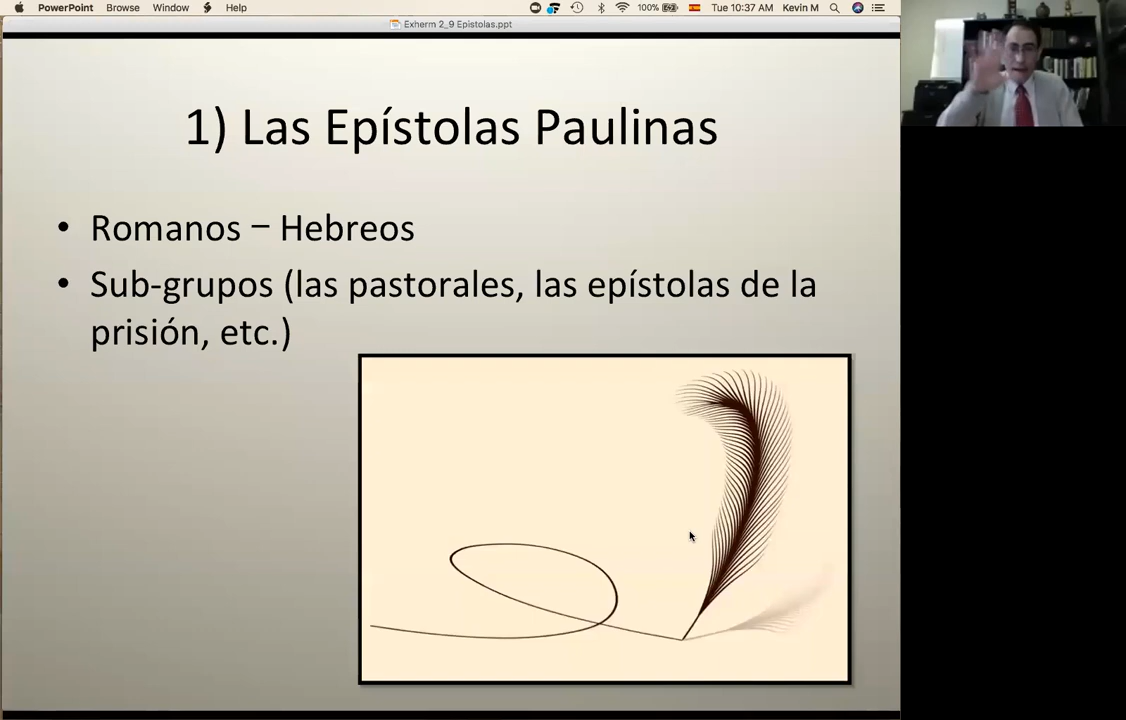 PowerPoint Browse Window Help 100% Tue 10:37 AM Kevin M
Exherm 2_9 Epistolas.ppt
1) Las Epístolas Paulinas
• Romanos – Hebreos
• Sub-grupos (las pastorales, las epístolas de la
prisión, etc.)